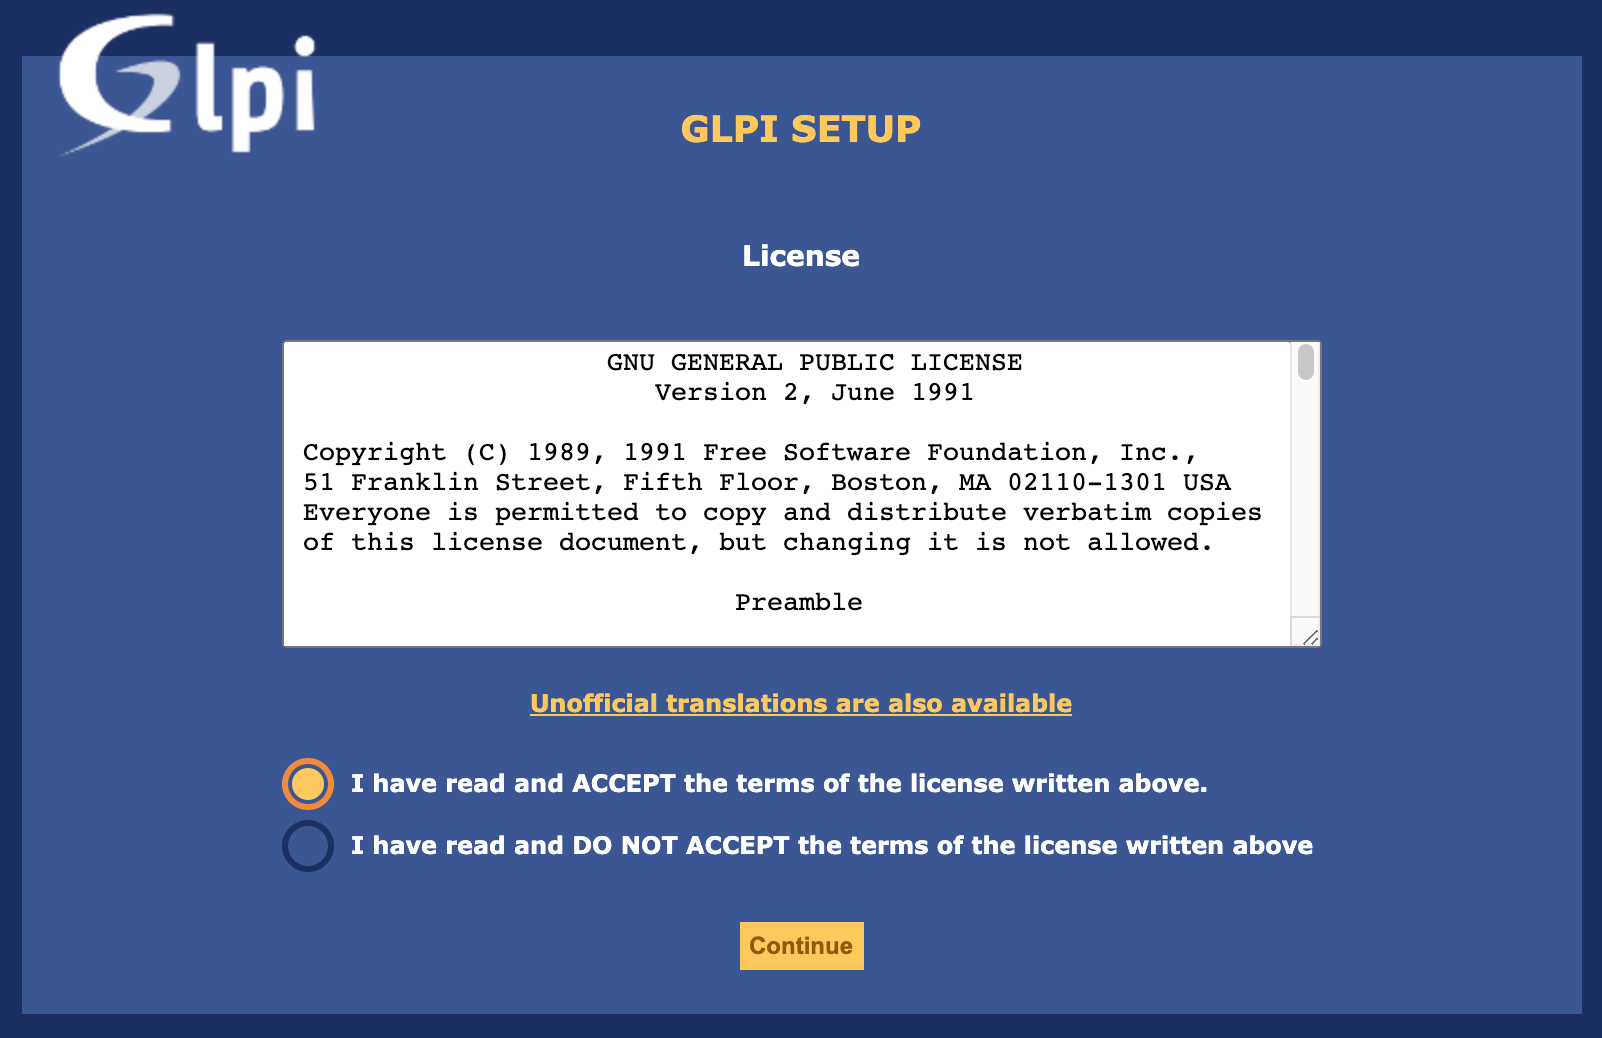 Glpi
GLPI SETUP
License
GNU GENERAL PUBLIC LICENSE
Version 2, June 1991
Copyright (C) 1989, 1991 Free Software Foundation, Inc.,
51 Franklin Street, Fifth Floor, Boston, MA 02110-1301 USA
Everyone is permitted to copy and distribute verbatim copies
of this license document, but changing it is not allowed.
Preamble
Unofficial translations are also available
I have read and ACCEPT the terms of the license written above.
I have read and DO NOT ACCEPT the terms of the license written above
Continue